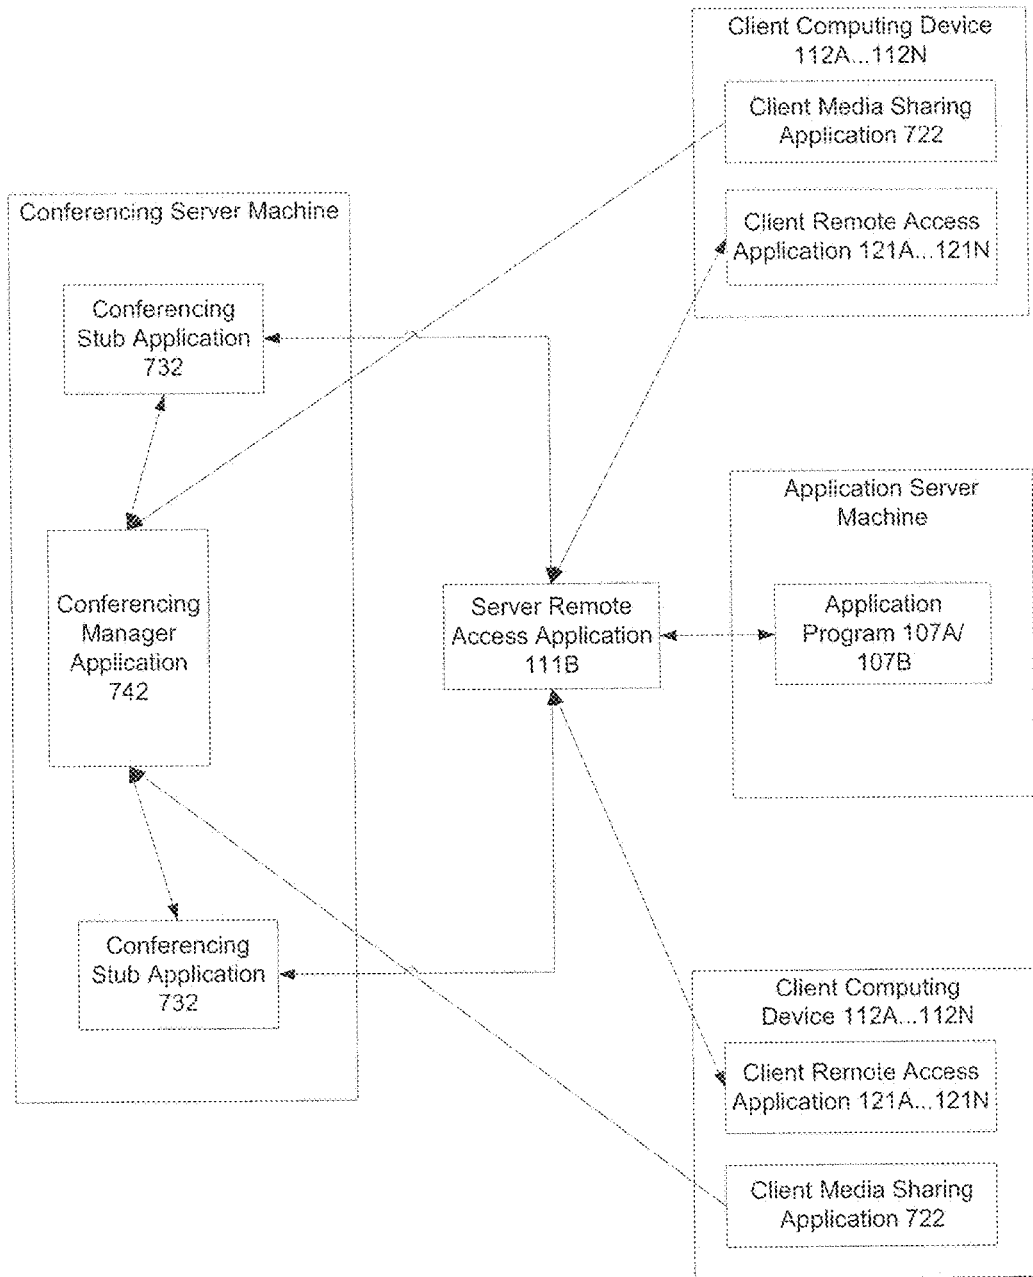 Client Computing Device
112A...112N
Client Media Sharing
Application 722
Client Remote Access
Application 121A...121N
Conferencing Server Machine
Conferencing
Stub Application
732
Conferencing
Manager
Application
742
Conferencing
Stub Application
732
Server Remote
Access Application
111B
Application Server
Machine
Application
Program 107A/
107B
Client Computing
Device 112A...112N
Client Remote Access
Application 121A...121N
Client Media Sharing
Application 722